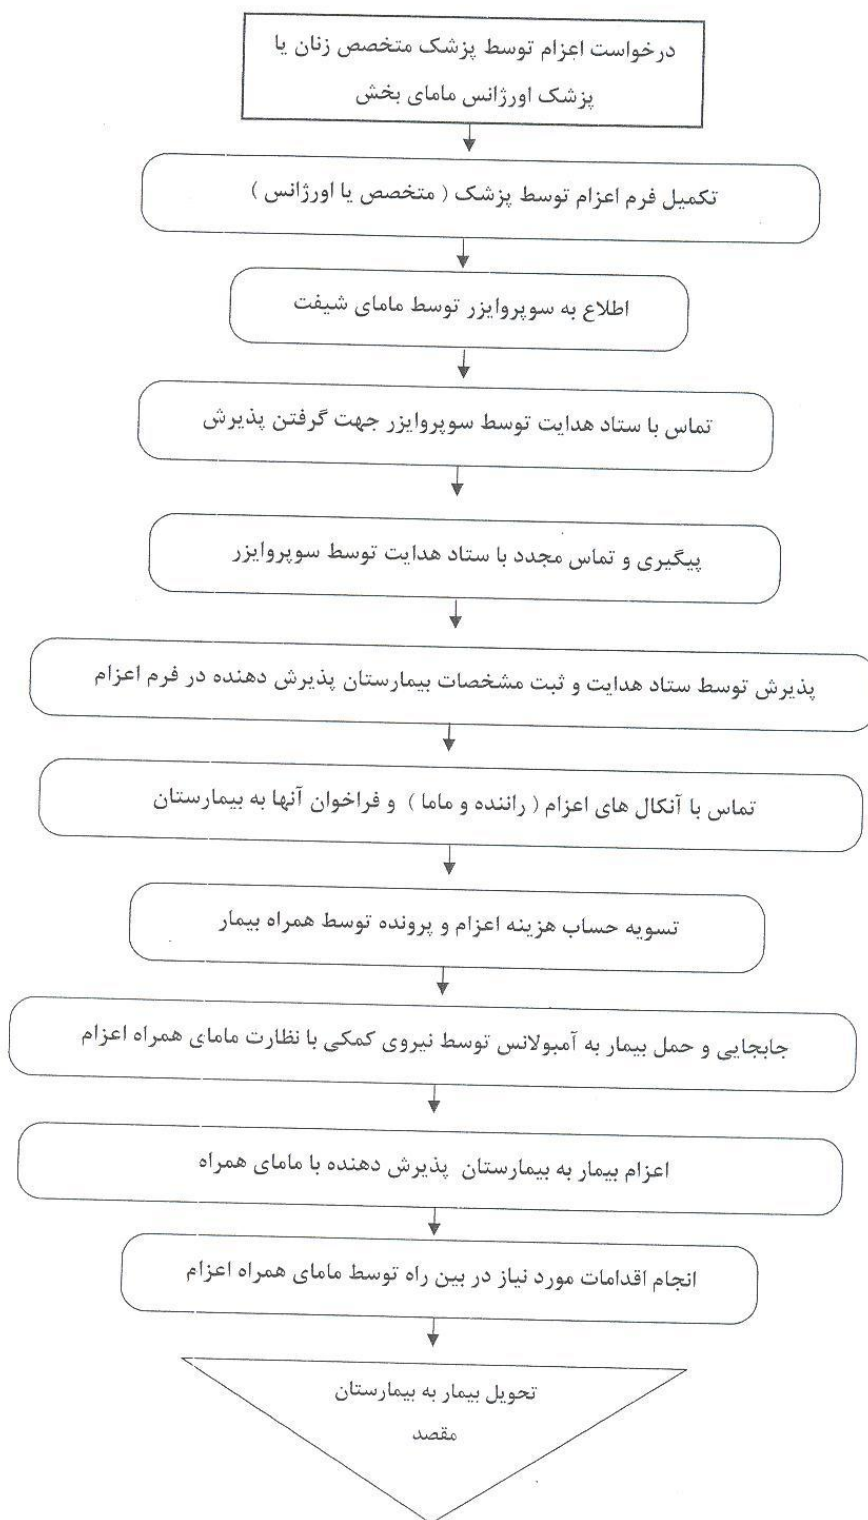 درخواست اعزام توسط پزشک متخصص زنان یا
پزشک اورژانس مامای بخش
تکمیل فرم اعزام توسط پزشک ( متخصص یا اورژانس )
اطلاع به سوپروایزر توسط مامای شیفت
تماس با ستاد هدایت توسط سوپروایزر جهت گرفتن پذیرش
پیگیری و تماس مجدد با ستاد هدایت توسط سوپروایزر
پذیرش توسط ستاد هدایت و ثبت مشخصات بیمارستان پذیرش دهنده در فرم اعزام
تماس با آنکال های اعزام ( راننده و ماما ) و فراخوان آنها به بیمارستان
تسویه حساب هزینه اعزام و پرونده توسط همراه بیمار
جابجایی و حمل بیمار به آمبولانس توسط نیروی کمکی با نظارت مامای همراه اعزام
اعزام بیمار به بیمارستان پذیرش دهنده با مامای همراه
انجام اقدامات مورد نیاز در بین راه توسط مامای همراه اعزام
تحویل بیمار به بیمارستان
مقصد